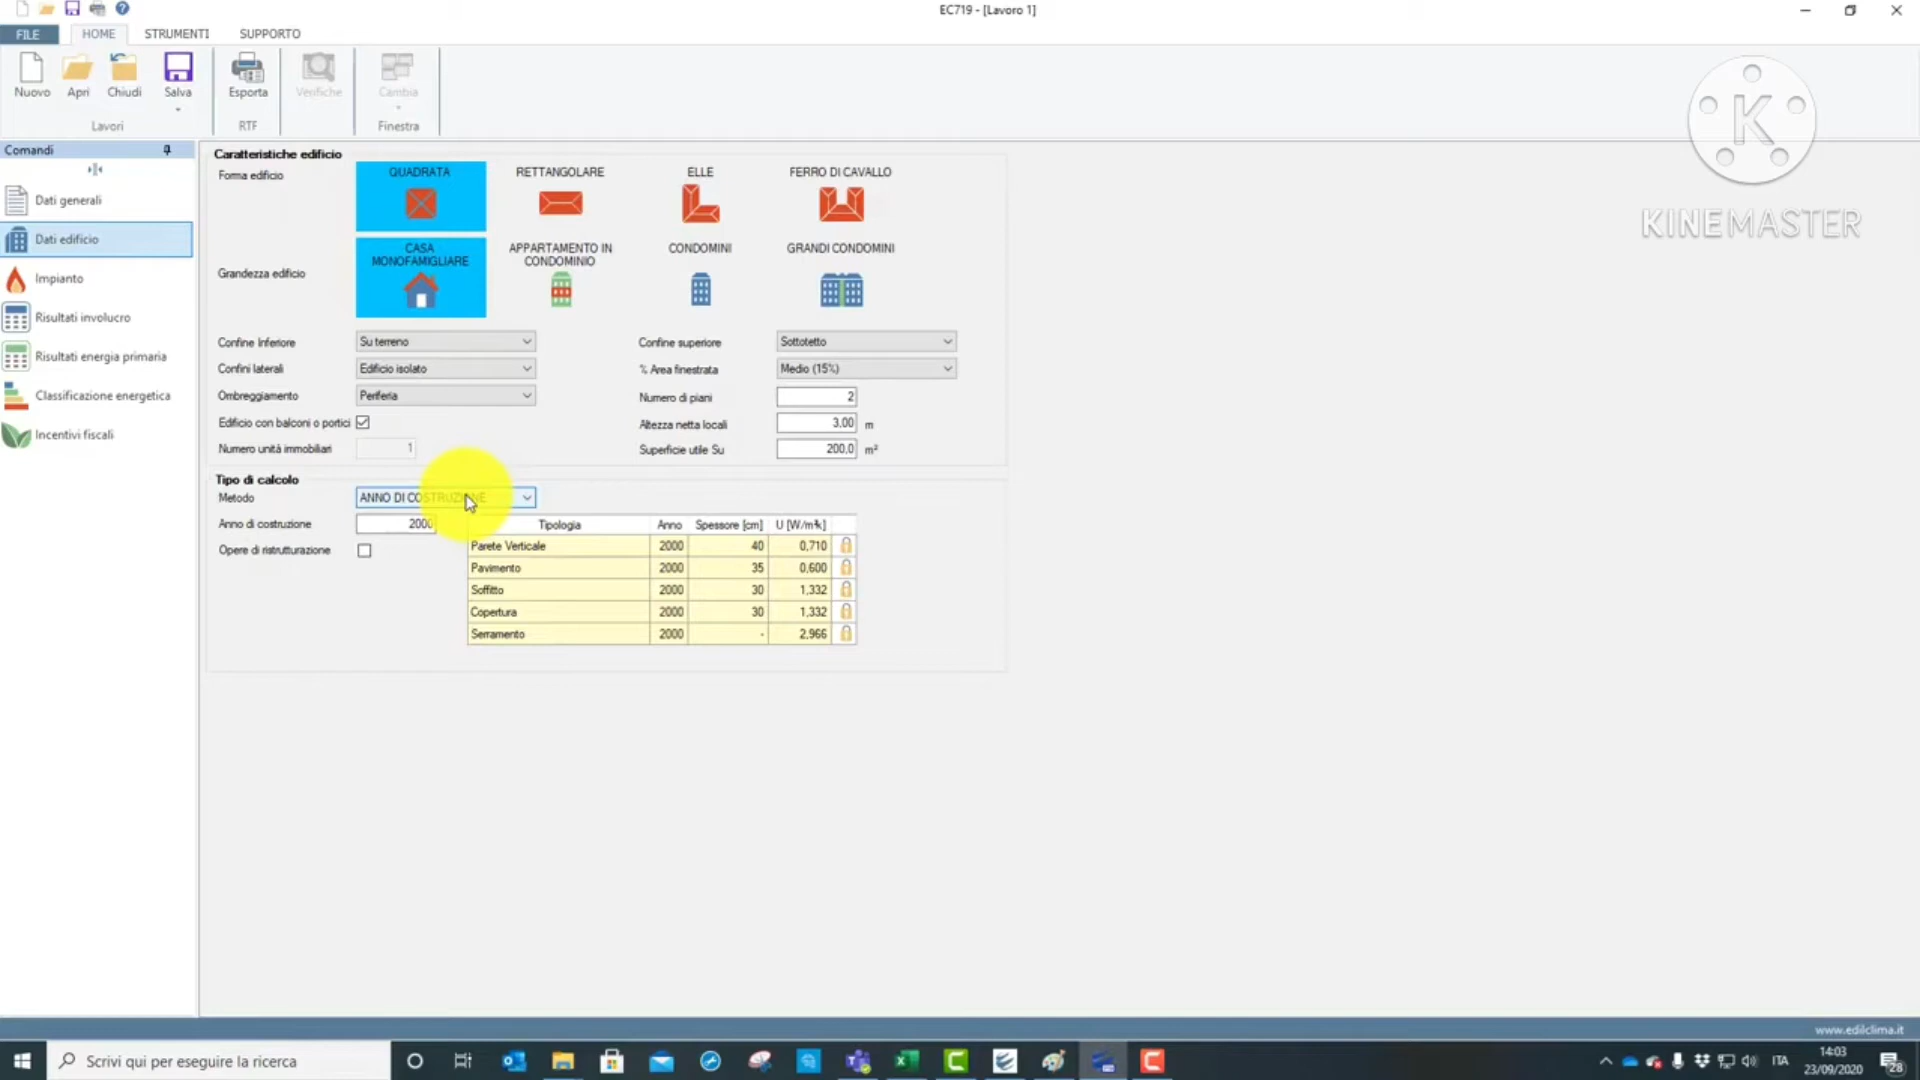 EC719 - [Lavoro 1]
FILE HOME STRUMENTI SUPPORTO
Nuovo Apri Chiudi Salva Esporta Verifiche Cambia
Lavori RTF Finestra
KINEMASTER
Comandi
Dati generali
Dati edificio
Impianto
Risultati involucro
Risultati energia primaria
Classificazione energetica
Incentivi fiscali
Caratteristiche edificio
Forma edificio
QUADRATA RETTANGOLARE ELLE FERRO DI CAVALLO
Grandezza edificio
CASA MONOFAMIGLIARE
APPARTAMENTO IN CONDOMINIO
CONDOMINI
GRANDI CONDOMINI
Confine Inferiore Su terreno Confine superiore Sottotetto
Confini laterali Edificio isolato % Area finestrata Medio (15%)
Ombreggiamento Periferia Numero di piani 2
Edificio con balconi o portici Altezza netta locali 3,00 m
Numero unità immobiliari 1 Superficie utile Su 200,0 m²
Tipo di calcolo
Metodo ANNO DI COSTRUZIONE
Anno di costruzione 2000
Opere di ristrutturazione
Tipologia Anno Spessore [cm] U [W/m²k]
Parete Verticale 2000 40 0,710
Pavimento 2000 35 0,600
Soffitto 2000 30 1,332
Copertura 2000 30 1,332
Serramento 2000 - 2,966
www.edilclima.it
Scrivi qui per eseguire la ricerca
ITA
14:03
23/09/2020
28